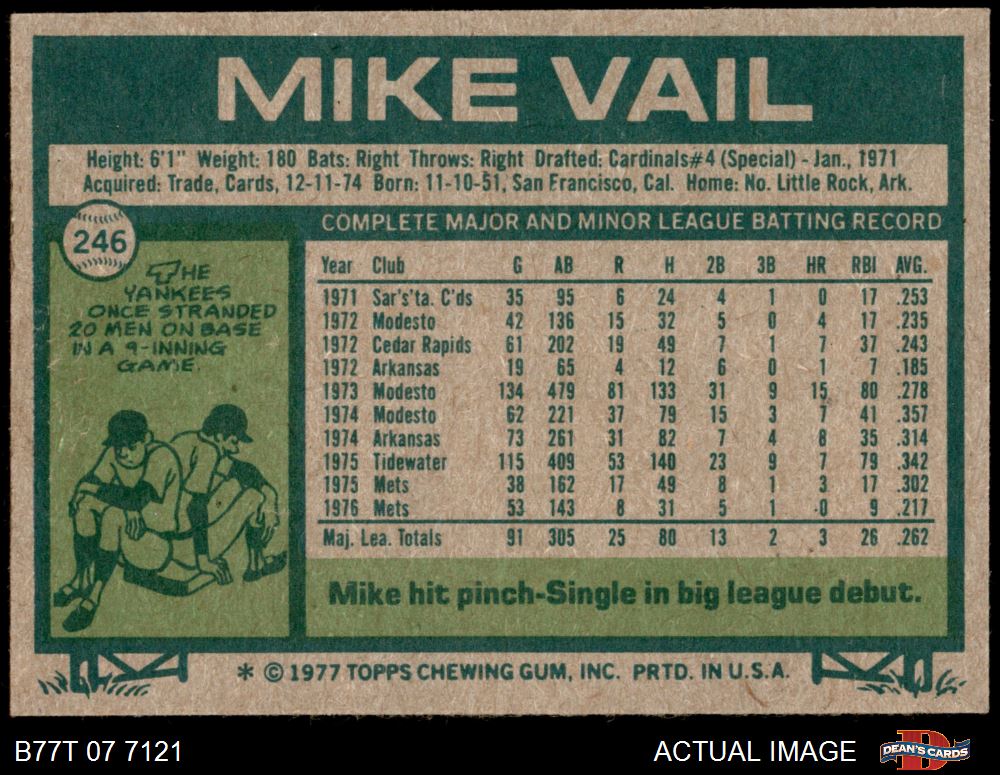 MIKE VAIL
Height: 6'1" Weight: 180 Bats: Right Throws: Right Drafted: Cardinals#4 (Special) - Jan., 1971
Acquired: Trade, Cards, 12-11-74 Born: 11-10-51, San Francisco, Cal. Home: No. Little Rock, Ark.
246
THE
YANKEES
ONCE STRANDED
20 MEN ON BASE
IN A 9-INNING
GAME.
COMPLETE MAJOR AND MINOR LEAGUE BATTING RECORD
Year Club G AB R H 2B 3B HR RBI AVG.
1971 Sar's'ta. C'ds 35 95 6 24 4 1 0 17 .253
1972 Modesto 42 136 15 32 5 0 4 17 .235
1972 Cedar Rapids 61 202 19 49 7 1 7 37 .243
1972 Arkansas 19 65 4 12 6 0 1 7 .185
1973 Modesto 134 479 81 133 31 9 15 80 .278
1974 Modesto 62 221 37 79 15 3 7 41 .357
1974 Arkansas 73 261 31 82 7 4 8 35 .314
1975 Tidewater 115 409 53 140 23 9 7 79 .342
1975 Mets 38 162 17 49 8 1 3 17 .302
1976 Mets 53 143 8 31 5 1 0 9 .217
Maj. Lea. Totals 91 305 25 80 13 2 3 26 .262
Mike hit pinch-Single in big league debut.
* © 1977 TOPPS CHEWING GUM, INC. PRTD. IN U.S.A.
B77T 07 7121
ACTUAL IMAGE
D
DEAN'S CARDS